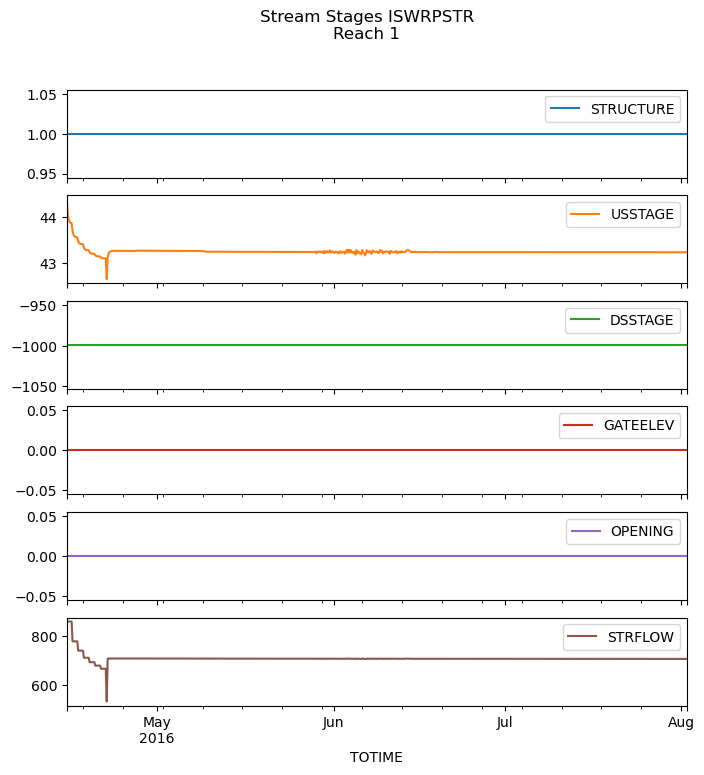 Stream Stages ISWRPSTR
Reach 1
1.05
1.00
0.95
STRUCTURE
44
43
USSTAGE
−950
−1000
−1050
DSSTAGE
0.05
0.00
−0.05
GATEELEV
0.05
0.00
−0.05
OPENING
800
600
STRFLOW
May
2016
Jun
Jul
Aug
TOTIME